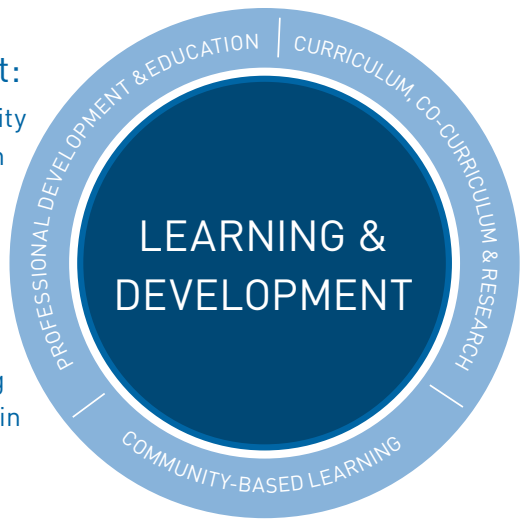 t:
ity
n
g
in
PROFESSIONAL DEVELOPMENT &EDUCATION
CURRICULUM, CO-CURRICULUM & RESEARCH
LEARNING &
DEVELOPMENT
COMMUNITY-BASED LEARNING